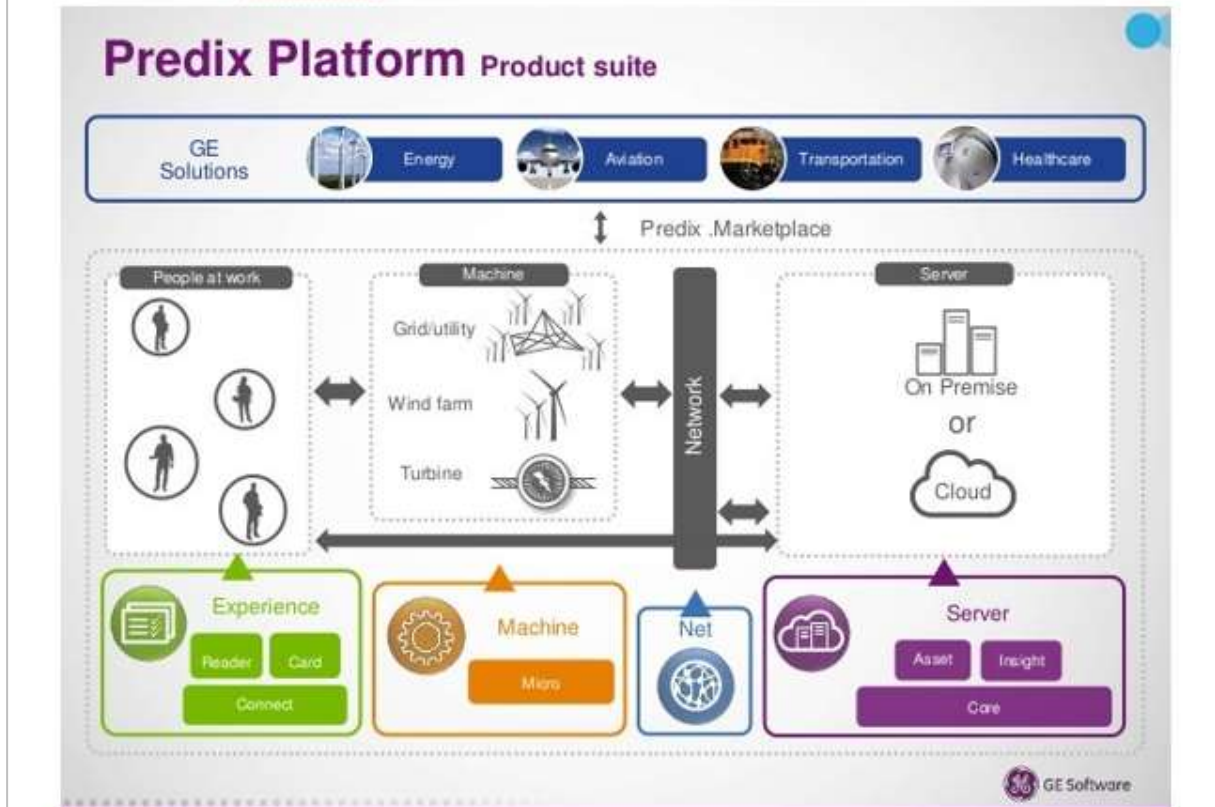 Predix Platform Product suite
GE
Solutions
Energy
Aviation
Transportation
Healthcare
Predix .Marketplace
People at work
Machine
Grid/utility
Wind farm
Turbine
Network
Server
On Premise
or
Cloud
Experience
Reader
Card
Connect
Machine
Micro
Net
Server
Asset
Insight
Core
GE Software